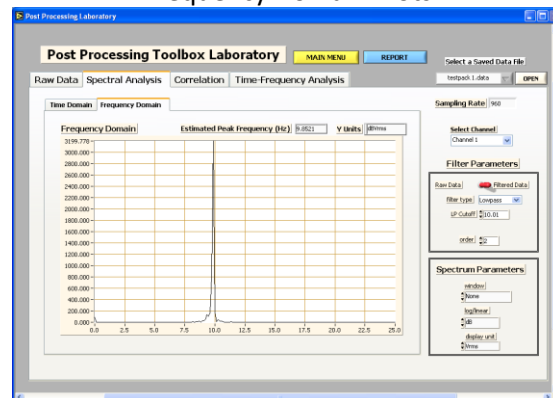 Post Processing Laboratory
Post Processing Toolbox Laboratory
MAIN MENU
REPORT
Select a Saved Data File
testpack 1.data
OPEN
Raw Data
Spectral Analysis
Correlation
Time-Frequency Analysis
Time Domain
Frequency Domain
Sampling Rate 960
Frequency Domain
Estimated Peak Frequency (Hz)
Y Units dBVrms
Select Channel
Channel 1
Filter Parameters
Raw Data
Filtered Data
filter type Lowpass
LP Cutoff 10.01
order 2
Spectrum Parameters
window
None
log/linear
dB
display unit
Vrms
3199.778
3000.000
2800.000
2600.000
2400.000
2200.000
2000.000
1800.000
1600.000
1400.000
1200.000
1000.000
800.000
600.000
400.000
200.000
0.000
0.0 2.5 5.0 7.5 10.0 12.5 15.0 17.5 20.0 22.5 25.0